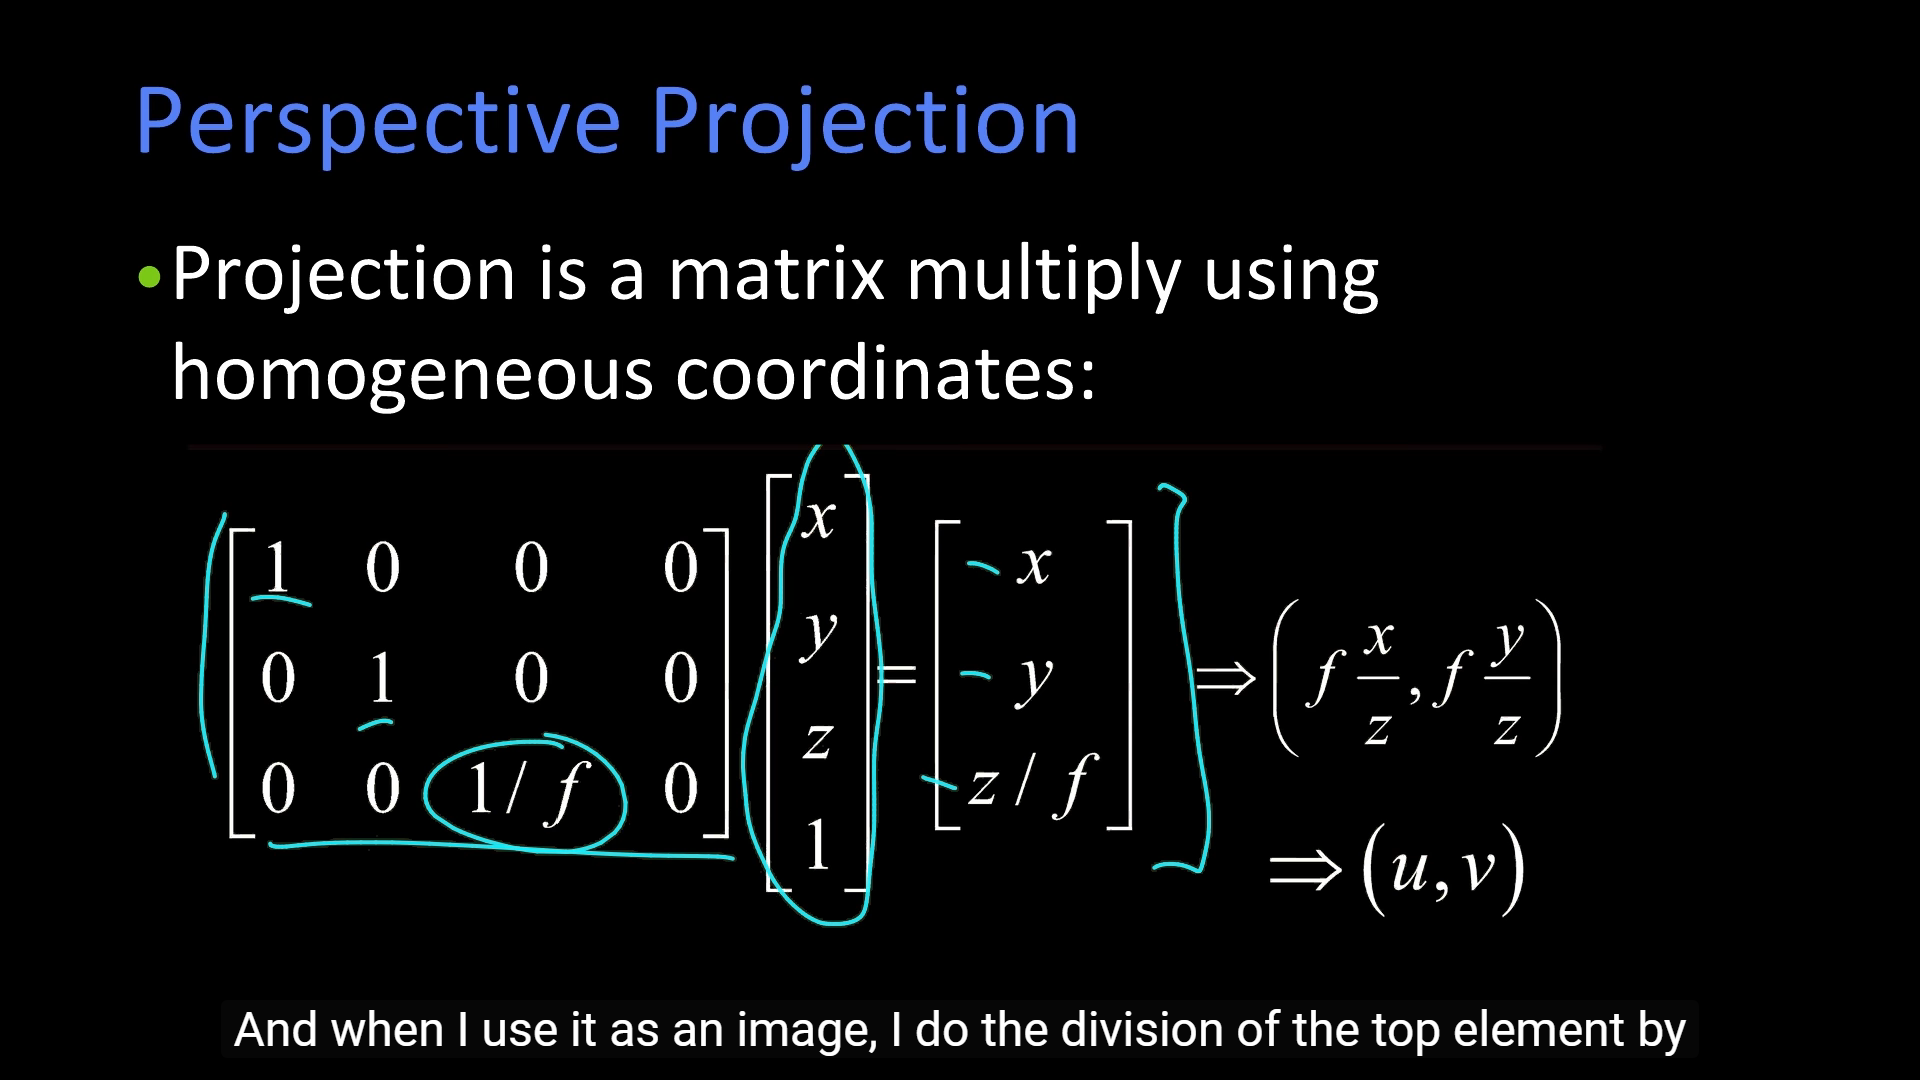 Perspective Projection
• Projection is a matrix multiply using
homogeneous coordinates:
[1 0 0 0; 0 1 0 0; 0 0 1/f 0] [x; y; z; 1] = [x; y; z/f] ⇒ (f x/z, f y/z)
⇒ (u, v)
And when I use it as an image, I do the division of the top element by